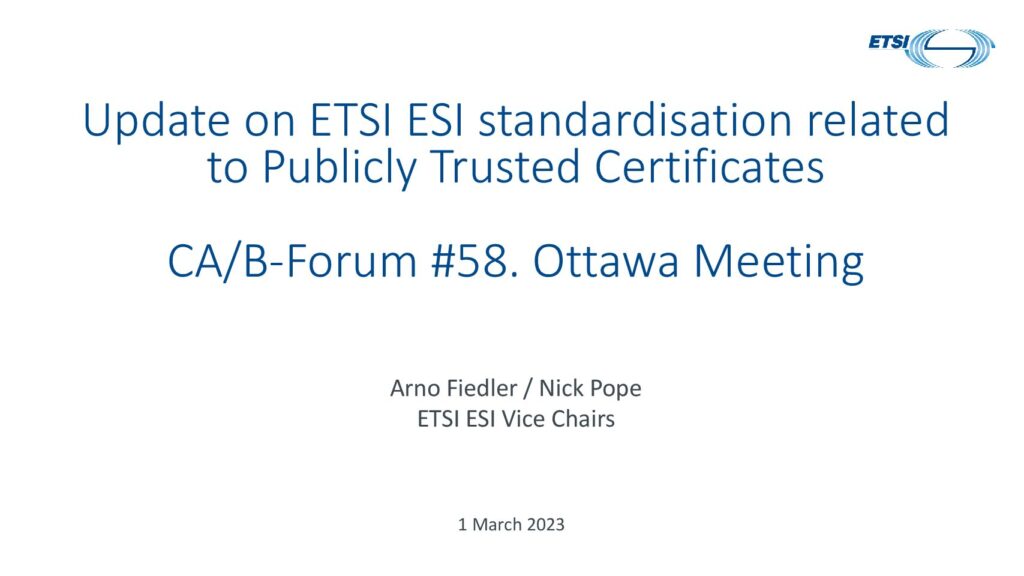 ETSI
Update on ETSI ESI standardisation related
to Publicly Trusted Certificates
CA/B-Forum #58. Ottawa Meeting
Arno Fiedler / Nick Pope
ETSI ESI Vice Chairs
1 March 2023